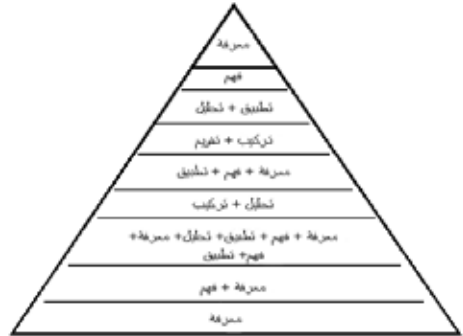 معرفة
فهم
تطبيق + تحليل
تركيب + تقويم
معرفة + فهم + تطبيق
تحليل + تركيب
معرفة + فهم + تطبيق+ تحليل+ معرفة+
فهم+ تطبيق
معرفة + فهم
معرفة